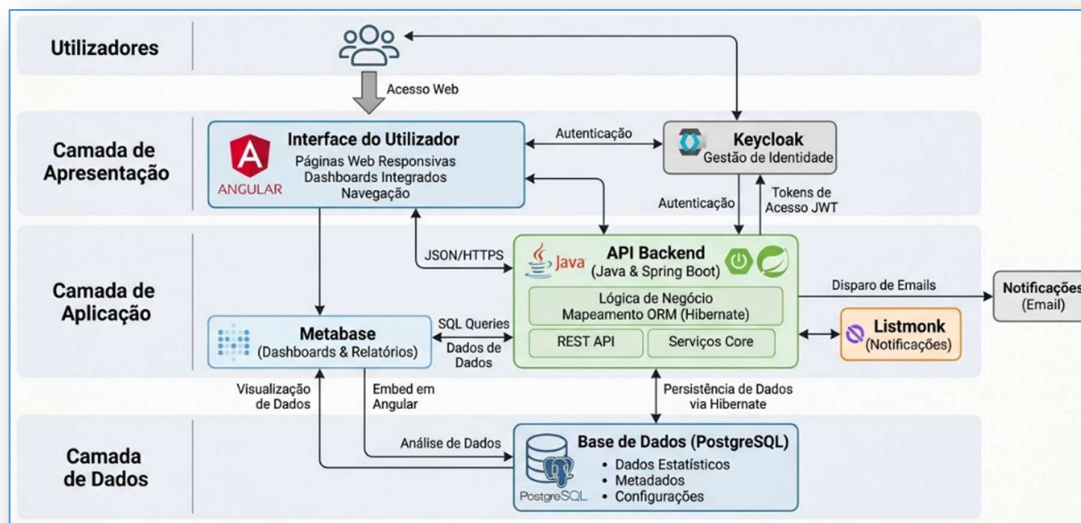 Utilizadores
Acesso Web
Camada de
Apresentação
ANGULAR
Interface do Utilizador
Páginas Web Responsivas
Dashboards Integrados
Navegação
Autenticação
Keycloak
Gestão de Identidade
Autenticação
Tokens de
Acesso JWT
Camada de
Aplicação
JSON/HTTPS
Java
API Backend
(Java & Spring Boot)
Lógica de Negócio
Mapeamento ORM (Hibernate)
REST API
Serviços Core
Disparo de Emails
Notificações
(Email)
Listmonk
(Notificações)
Metabase
(Dashboards & Relatórios)
SQL Queries
Dados de
Dados
Visualização
de Dados
Embed em
Angular
Persistência de Dados
via Hibernate
Camada
de Dados
Análise de Dados
PostgreSQL
Base de Dados (PostgreSQL)
• Dados Estatísticos
• Metadados
• Configurações